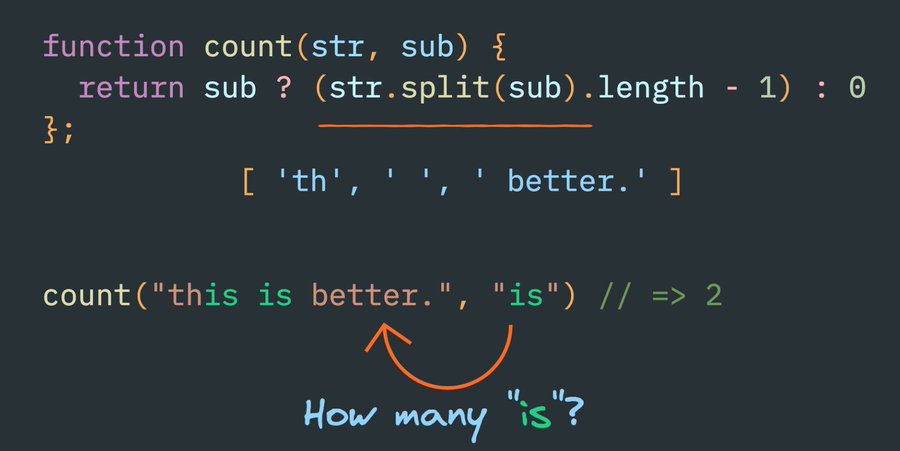 function count(str, sub) {
  return sub ? (str.split(sub).length - 1) : 0
};
[ 'th', ' ', ' better.' ]
count("this is better.", "is") // => 2
How many "is"?